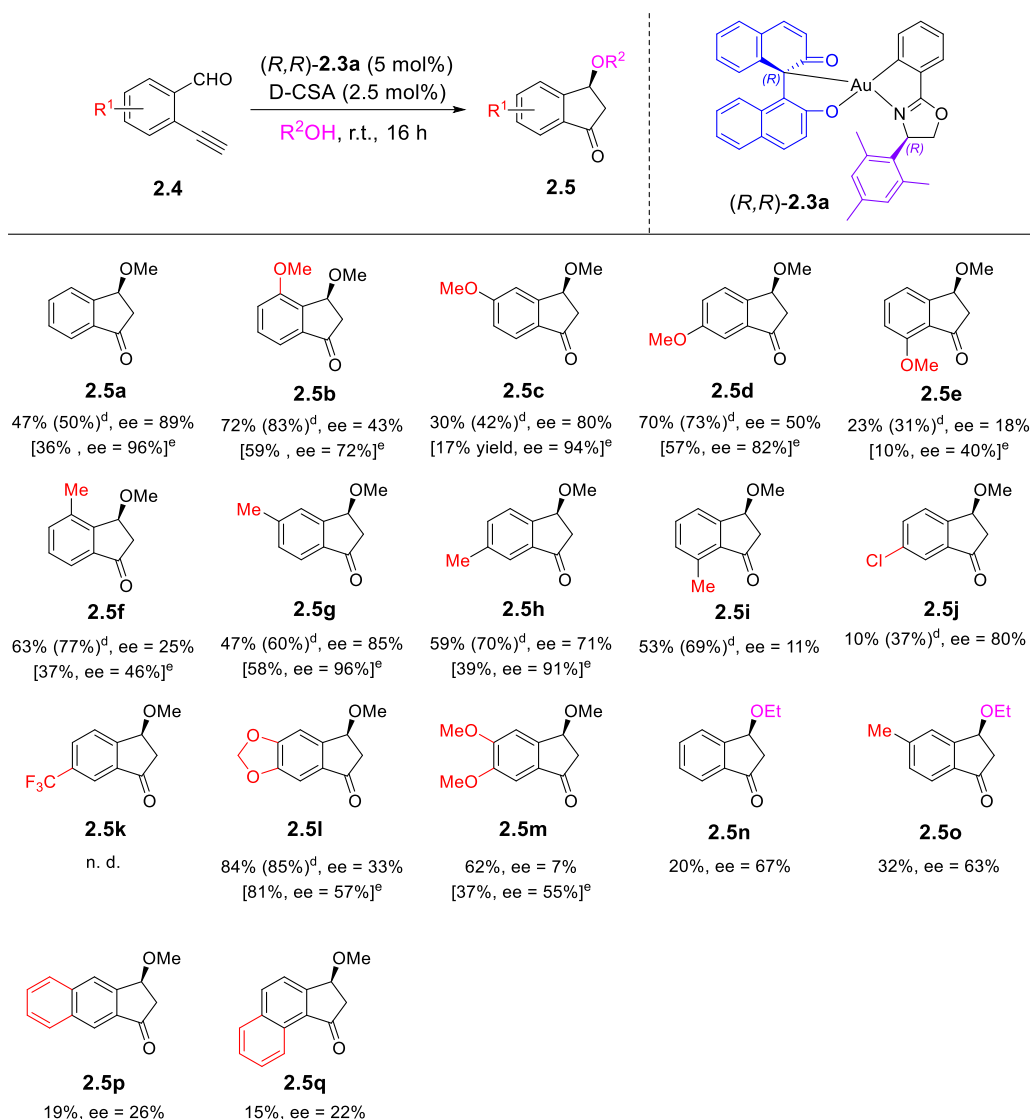 (R,R)-2.3a (5 mol%)
D-CSA (2.5 mol%)
R²OH, r.t., 16 h
R¹
CHO
2.4
R¹
OR²
O
2.5
O
(R)
O
Au
N
O
(R)
(R,R)-2.3a
OMe
O
2.5a
47% (50%)ᵈ, ee = 89%
[36% , ee = 96%]ᵉ
OMe
OMe
O
2.5b
72% (83%)ᵈ, ee = 43%
[59% , ee = 72%]ᵉ
MeO
OMe
O
2.5c
30% (42%)ᵈ, ee = 80%
[17% yield, ee = 94%]ᵉ
OMe
MeO
O
2.5d
70% (73%)ᵈ, ee = 50%
[57%, ee = 82%]ᵉ
OMe
O
OMe
2.5e
23% (31%)ᵈ, ee = 18%
[10%, ee = 40%]ᵉ
Me
OMe
O
2.5f
63% (77%)ᵈ, ee = 25%
[37%, ee = 46%]ᵉ
Me
OMe
O
2.5g
47% (60%)ᵈ, ee = 85%
[58%, ee = 96%]ᵉ
OMe
Me
O
2.5h
59% (70%)ᵈ, ee = 71%
[39%, ee = 91%]ᵉ
OMe
O
Me
2.5i
53% (69%)ᵈ, ee = 11%
OMe
Cl
O
2.5j
10% (37%)ᵈ, ee = 80%
OMe
F₃C
O
2.5k
n. d.
OMe
O
O
O
2.5l
84% (85%)ᵈ, ee = 33%
[81%, ee = 57%]ᵉ
MeO
OMe
MeO
O
2.5m
62%, ee = 7%
[37%, ee = 55%]ᵉ
OEt
O
2.5n
20%, ee = 67%
Me
OEt
O
2.5o
32%, ee = 63%
OMe
O
2.5p
19%, ee = 26%
OMe
O
2.5q
15%, ee = 22%